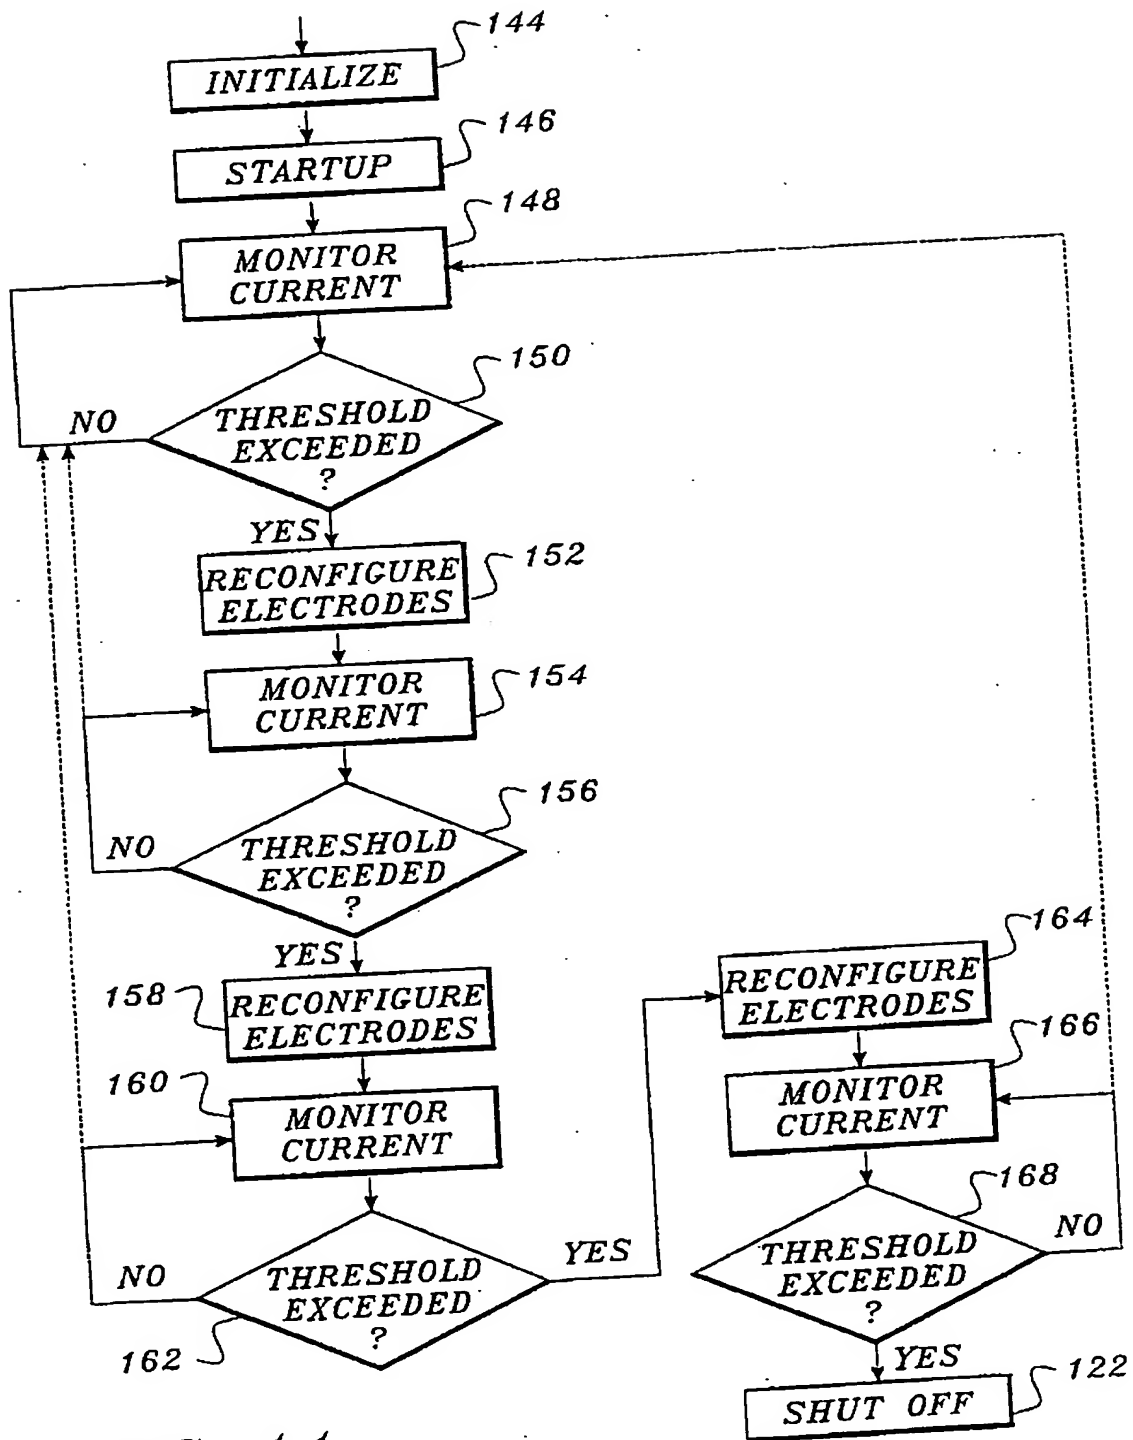 144
INITIALIZE
146
STARTUP
148
MONITOR
CURRENT
150
THRESHOLD
EXCEEDED
?
NO
YES
152
RECONFIGURE
ELECTRODES
154
MONITOR
CURRENT
156
THRESHOLD
EXCEEDED
?
NO
YES
158
RECONFIGURE
ELECTRODES
160
MONITOR
CURRENT
162
THRESHOLD
EXCEEDED
?
NO
YES
164
RECONFIGURE
ELECTRODES
166
MONITOR
CURRENT
168
THRESHOLD
EXCEEDED
?
NO
YES
122
SHUT OFF